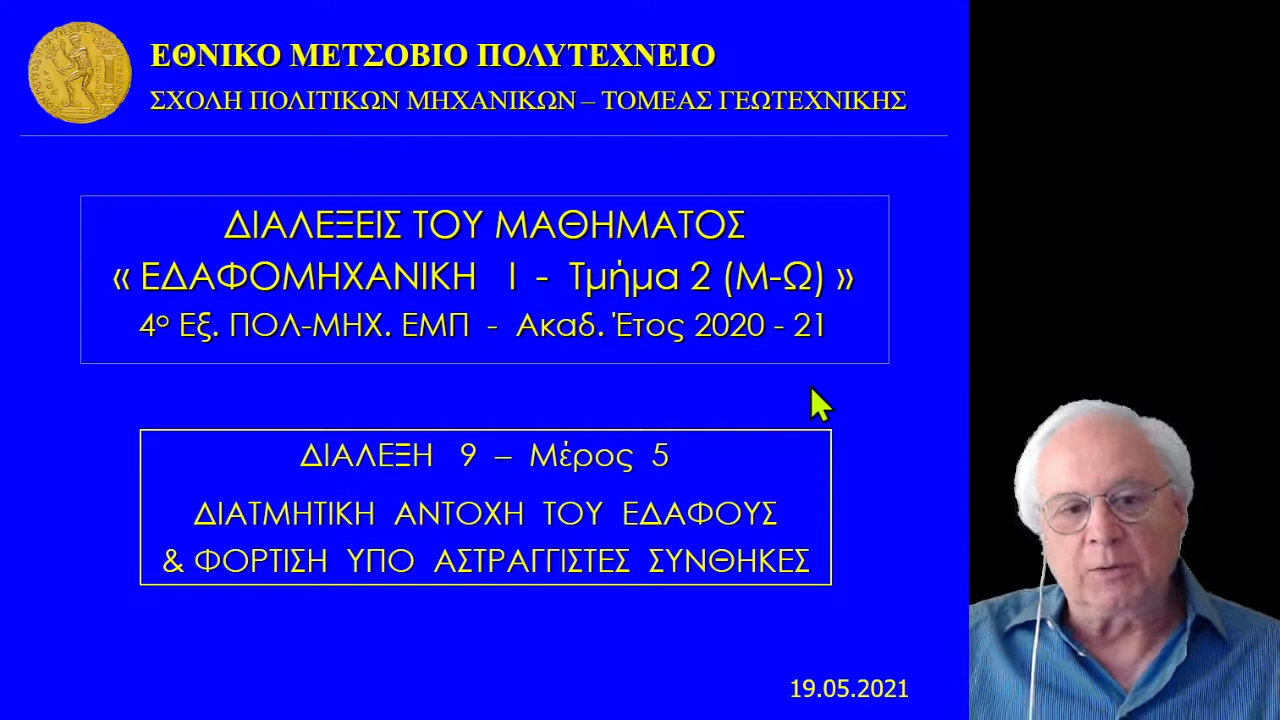 ΕΘΝΙΚΟ ΜΕΤΣΟΒΙΟ ΠΟΛΥΤΕΧΝΕΙΟ
ΣΧΟΛΗ ΠΟΛΙΤΙΚΩΝ ΜΗΧΑΝΙΚΩΝ – ΤΟΜΕΑΣ ΓΕΩΤΕΧΝΙΚΗΣ
ΔΙΑΛΕΞΕΙΣ ΤΟΥ ΜΑΘΗΜΑΤΟΣ
« ΕΔΑΦΟΜΗΧΑΝΙΚΗ Ι - Τμήμα 2 (Μ-Ω) »
4ο Εξ. ΠΟΛ-ΜΗΧ. ΕΜΠ - Ακαδ. Έτος 2020 - 21
ΔΙΑΛΕΞΗ 9 – Μέρος 5
ΔΙΑΤΜΗΤΙΚΗ ΑΝΤΟΧΗ ΤΟΥ ΕΔΑΦΟΥΣ
& ΦΟΡΤΙΣΗ ΥΠΟ ΑΣΤΡΑΓΓΙΣΤΕΣ ΣΥΝΘΗΚΕΣ
19.05.2021